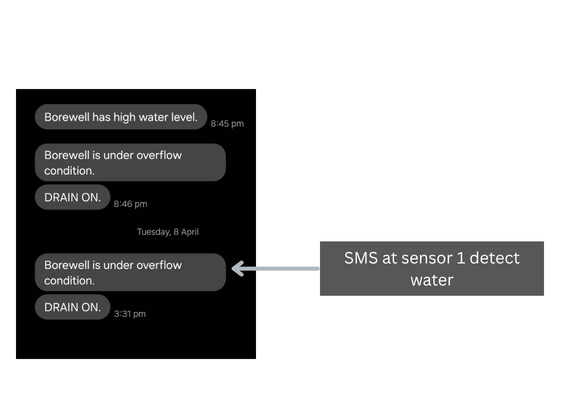 Borewell has high water level.
8:45 pm
Borewell is under overflow
condition.
DRAIN ON.
8:46 pm
Tuesday, 8 April
Borewell is under overflow
condition.
DRAIN ON.
3:31 pm
SMS at sensor 1 detect
water